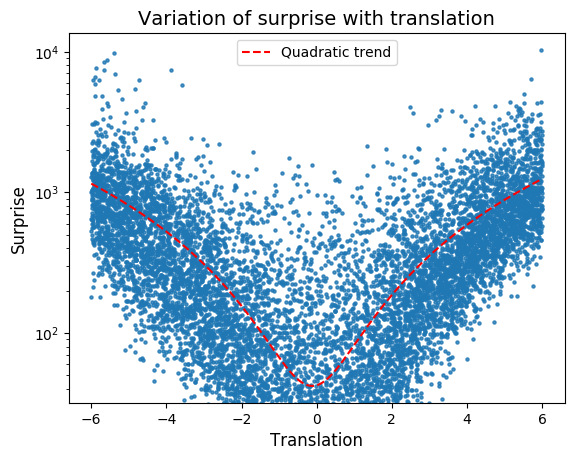 Variation of surprise with translation
Quadratic trend
Surprise
10⁴
10³
10²
−6
−4
−2
0
2
4
6
Translation